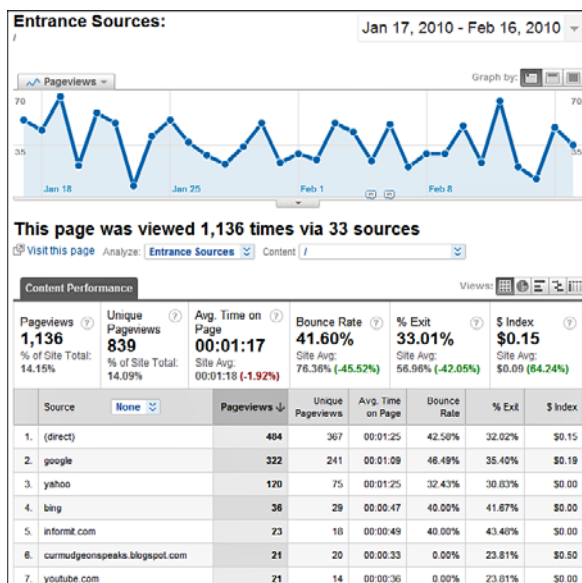 Entrance Sources:
/
Jan 17, 2010 - Feb 16, 2010
Pageviews
Graph by:
70 70
35 35
Jan 18 Jan 25 Feb 1 Feb 8
This page was viewed 1,136 times via 33 sources
Visit this page Analyze: Entrance Sources Content /
Content Performance Views:
Pageviews ? 1,136 % of Site Total: 14.15%
Unique Pageviews ? 839 % of Site Total: 14.09%
Avg. Time on Page ? 00:01:17 Site Avg: 00:01:18 (-1.92%)
Bounce Rate ? 41.60% Site Avg: 76.36% (-45.52%)
% Exit ? 33.01% Site Avg: 56.96% (-42.05%)
$ Index ? $0.15 Site Avg: $0.09 (64.24%)
Source None Pageviews ↓ Unique Pageviews Avg. Time on Page Bounce Rate % Exit $ Index
1. (direct) 484 367 00:01:25 42.58% 32.02% $0.15
2. google 322 241 00:01:09 46.49% 35.40% $0.19
3. yahoo 120 75 00:01:25 32.43% 30.83% $0.00
4. bing 36 29 00:00:47 40.00% 41.67% $0.00
5. informit.com 23 18 00:00:49 40.00% 43.48% $0.00
6. curmudgeonspeaks.blogspot.com 21 20 00:00:33 0.00% 23.81% $0.50
7. youtube.com 21 14 00:00:36 0.00% 23.81% $0.00